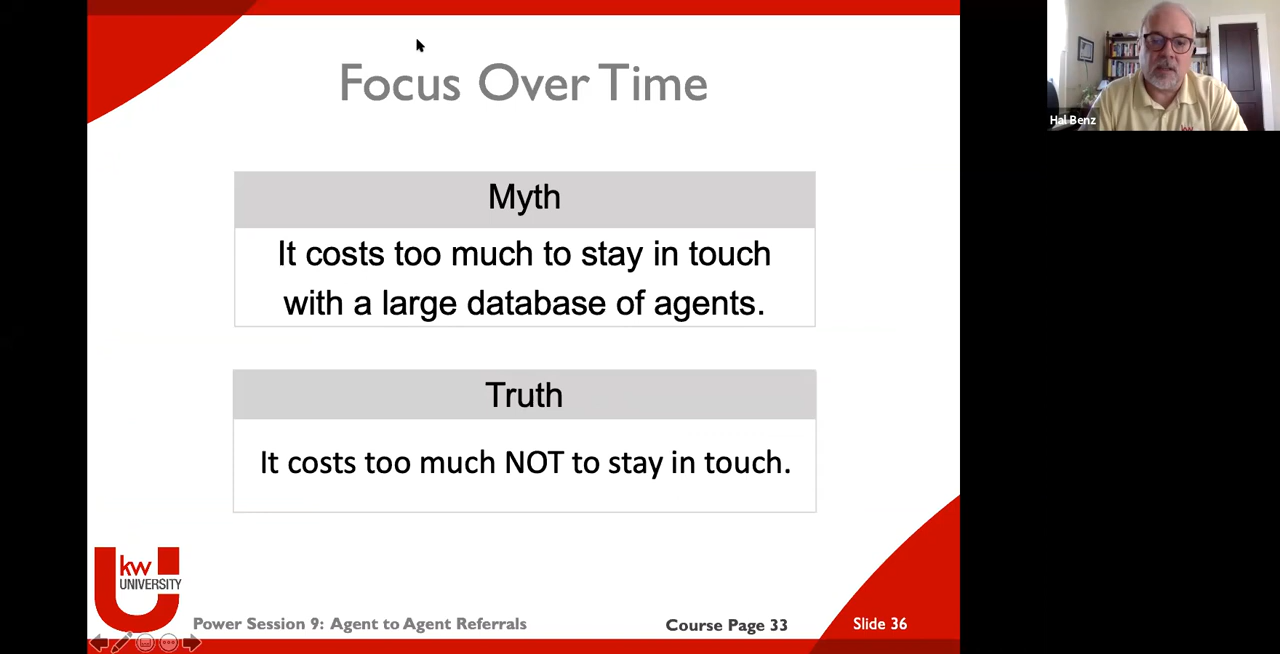 Focus Over Time
Hal Benz
Myth
It costs too much to stay in touch
with a large database of agents.
Truth
It costs too much NOT to stay in touch.
kw
UNIVERSITY
Power Session 9: Agent to Agent Referrals
Course Page 33
Slide 36